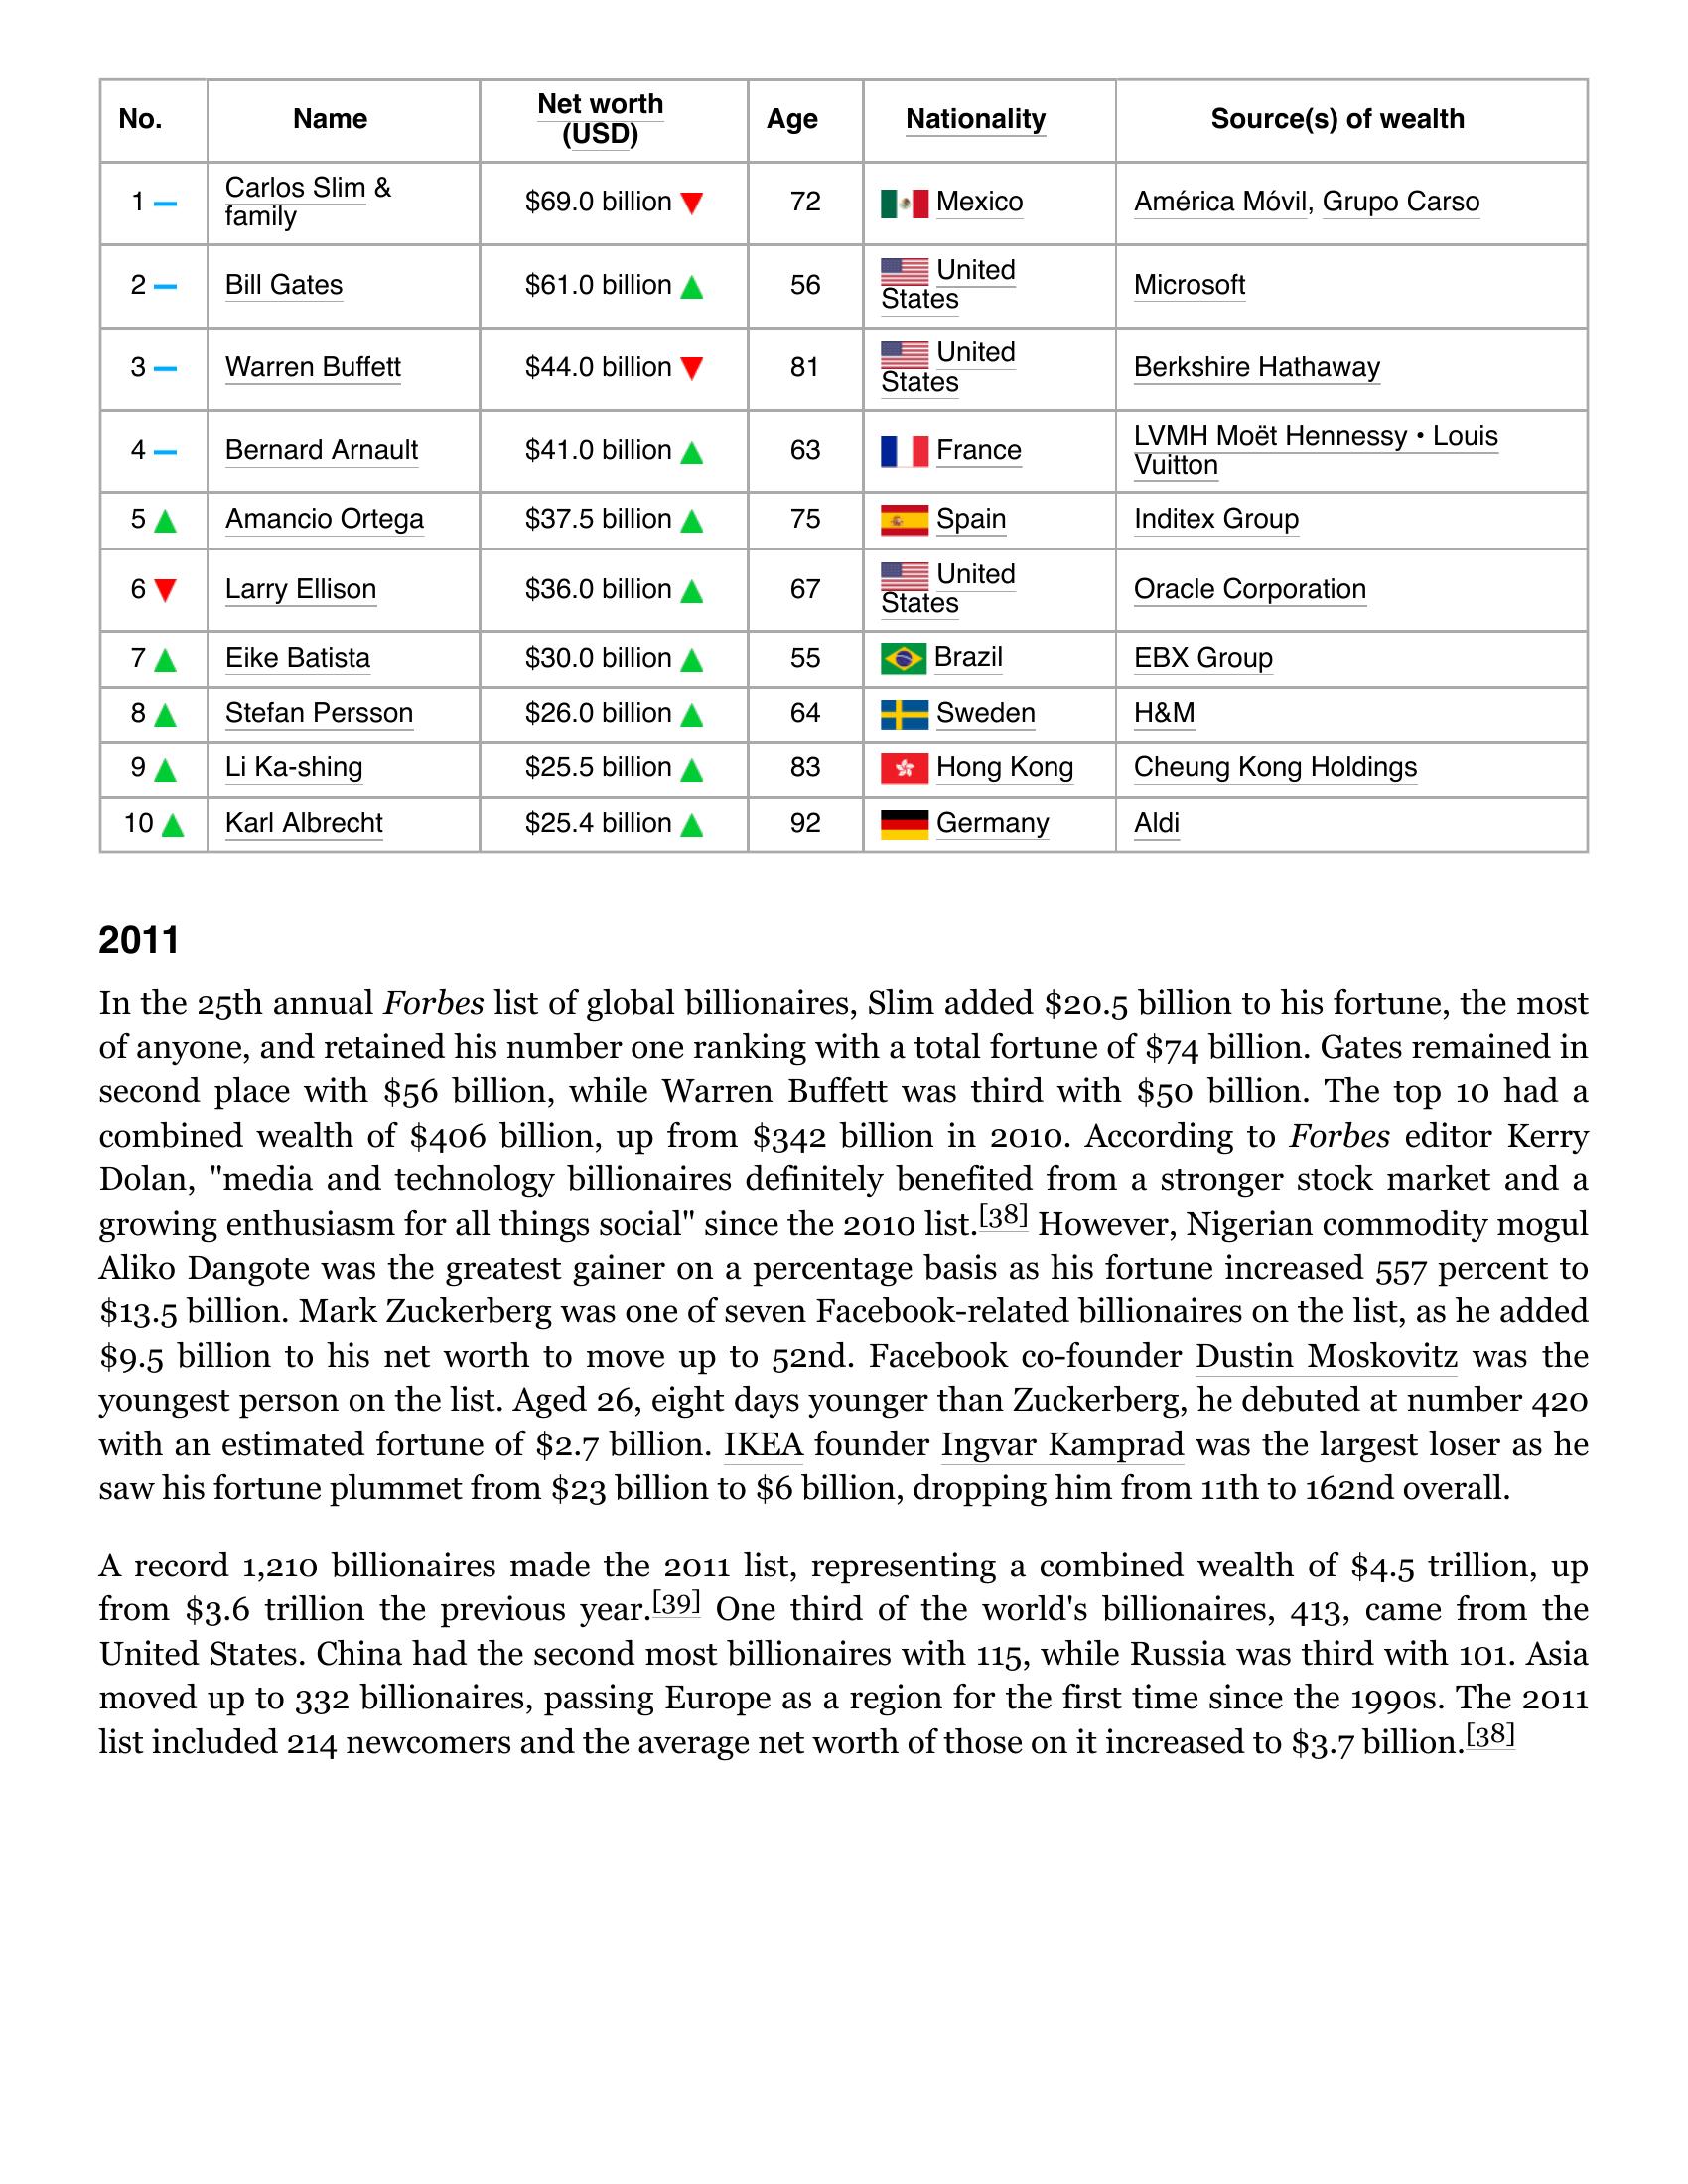 No. Name Net worth (USD) Age Nationality Source(s) of wealth
1 Carlos Slim & family $69.0 billion 72 Mexico América Móvil, Grupo Carso
2 Bill Gates $61.0 billion 56 United States Microsoft
3 Warren Buffett $44.0 billion 81 United States Berkshire Hathaway
4 Bernard Arnault $41.0 billion 63 France LVMH Moët Hennessy • Louis Vuitton
5 Amancio Ortega $37.5 billion 75 Spain Inditex Group
6 Larry Ellison $36.0 billion 67 United States Oracle Corporation
7 Eike Batista $30.0 billion 55 Brazil EBX Group
8 Stefan Persson $26.0 billion 64 Sweden H&M
9 Li Ka-shing $25.5 billion 83 Hong Kong Cheung Kong Holdings
10 Karl Albrecht $25.4 billion 92 Germany Aldi
2011
In the 25th annual Forbes list of global billionaires, Slim added $20.5 billion to his fortune, the most
of anyone, and retained his number one ranking with a total fortune of $74 billion. Gates remained in
second place with $56 billion, while Warren Buffett was third with $50 billion. The top 10 had a
combined wealth of $406 billion, up from $342 billion in 2010. According to Forbes editor Kerry
Dolan, "media and technology billionaires definitely benefited from a stronger stock market and a
growing enthusiasm for all things social" since the 2010 list.[38] However, Nigerian commodity mogul
Aliko Dangote was the greatest gainer on a percentage basis as his fortune increased 557 percent to
$13.5 billion. Mark Zuckerberg was one of seven Facebook-related billionaires on the list, as he added
$9.5 billion to his net worth to move up to 52nd. Facebook co-founder Dustin Moskovitz was the
youngest person on the list. Aged 26, eight days younger than Zuckerberg, he debuted at number 420
with an estimated fortune of $2.7 billion. IKEA founder Ingvar Kamprad was the largest loser as he
saw his fortune plummet from $23 billion to $6 billion, dropping him from 11th to 162nd overall.
A record 1,210 billionaires made the 2011 list, representing a combined wealth of $4.5 trillion, up
from $3.6 trillion the previous year.[39] One third of the world's billionaires, 413, came from the
United States. China had the second most billionaires with 115, while Russia was third with 101. Asia
moved up to 332 billionaires, passing Europe as a region for the first time since the 1990s. The 2011
list included 214 newcomers and the average net worth of those on it increased to $3.7 billion.[38]